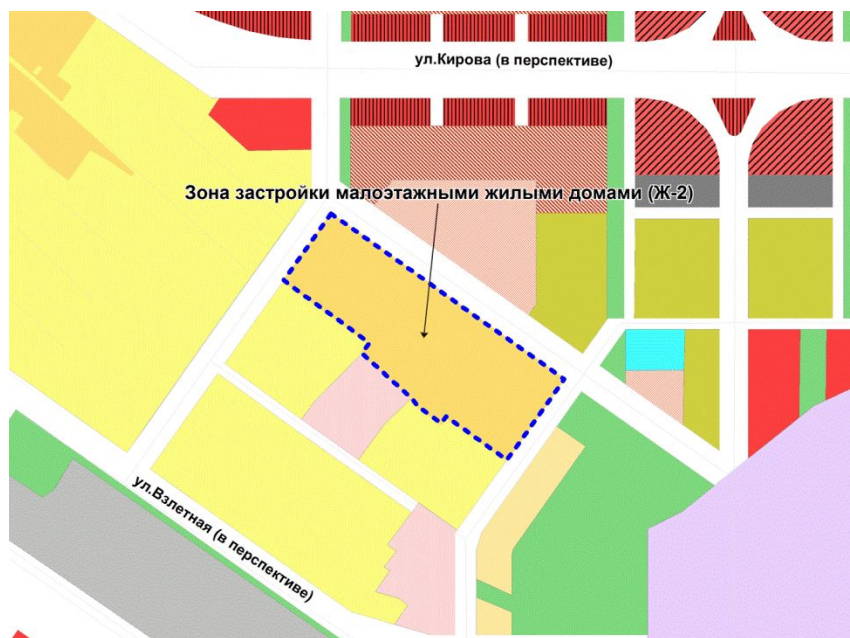 ул.Кирова (в перспективе)
Зона застройки малоэтажными жилыми домами (Ж-2)
ул.Взлетная (в перспективе)